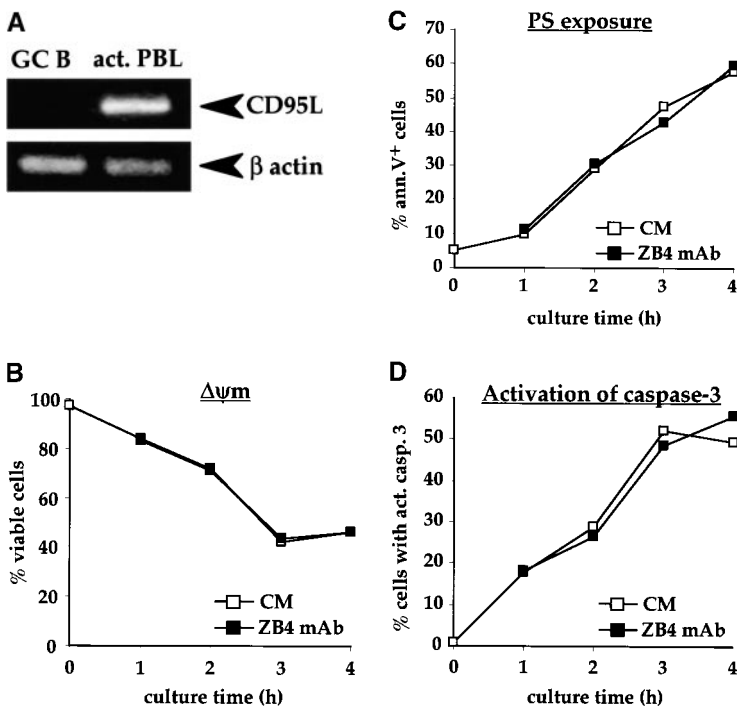 A
GC B act. PBL
CD95L
β actin
B
Δψm
% viable cells
100
80
60
40
20
0
CM
ZB4 mAb
0 1 2 3 4
culture time (h)
C
PS exposure
% ann.V+ cells
70
60
50
40
30
20
10
0
CM
ZB4 mAb
0 1 2 3 4
culture time (h)
D
Activation of caspase-3
% cells with act. casp. 3
60
50
40
30
20
10
0
CM
ZB4 mAb
0 1 2 3 4
culture time (h)